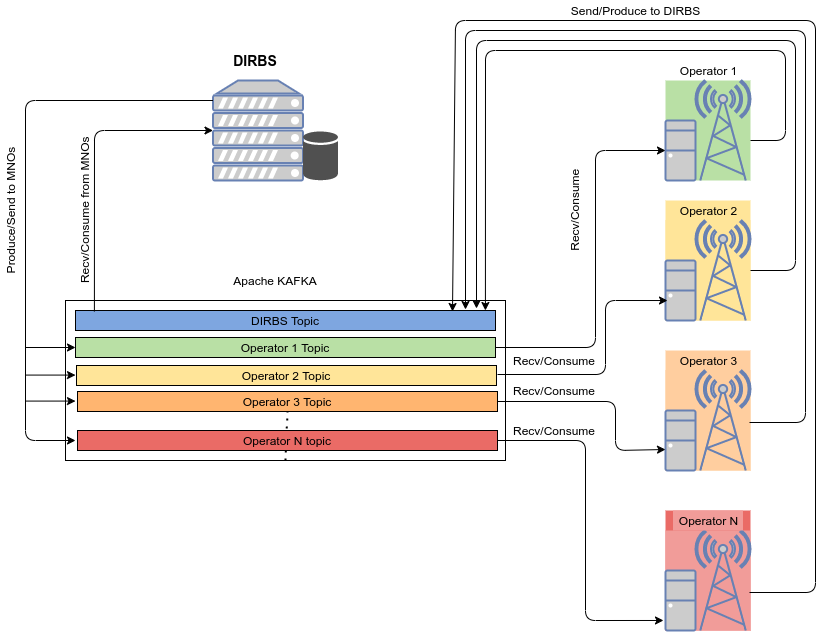 Send/Produce to DIRBS
DIRBS
Operator 1
Produce/Send to MNOs
Recv/Consume from MNOs
Recv/Consume
Operator 2
Apache KAFKA
DIRBS Topic
Operator 1 Topic
Recv/Consume
Operator 2 Topic
Operator 3
Recv/Consume
Operator 3 Topic
Recv/Consume
Operator N topic
Operator N